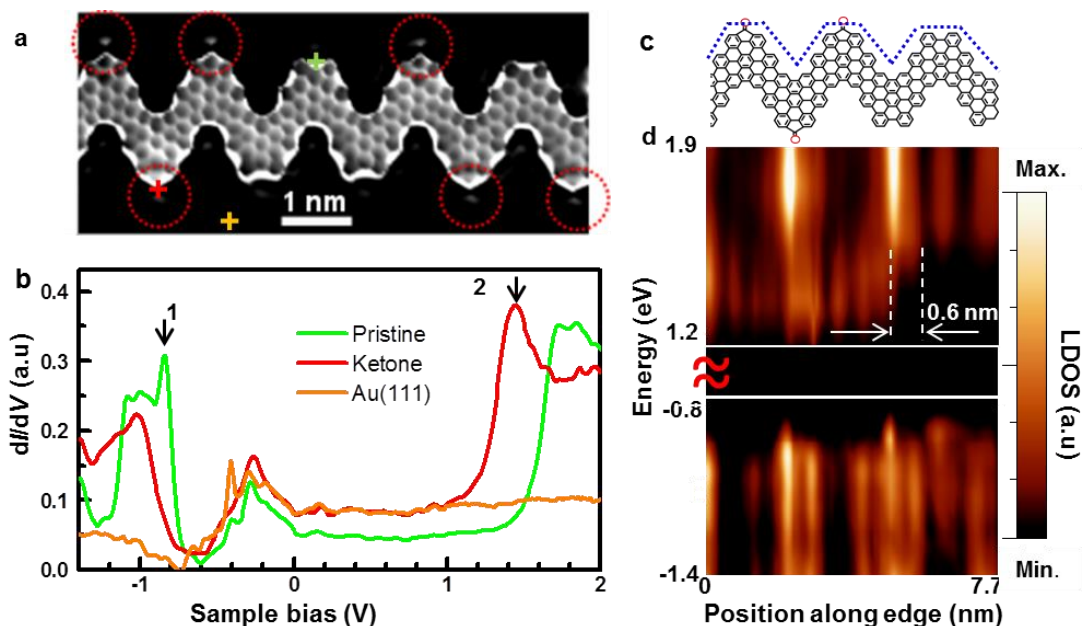 a
1 nm
b
dI/dV (a.u)
0.4
0.3
0.2
0.1
0.0
1
2
Pristine
Ketone
Au(111)
-1
0
1
2
Sample bias (V)
c
d
Energy (eV)
1.9
1.2
-0.8
-1.4
0.6 nm
0
7.7
Position along edge (nm)
Max.
LDOS (a.u)
Min.